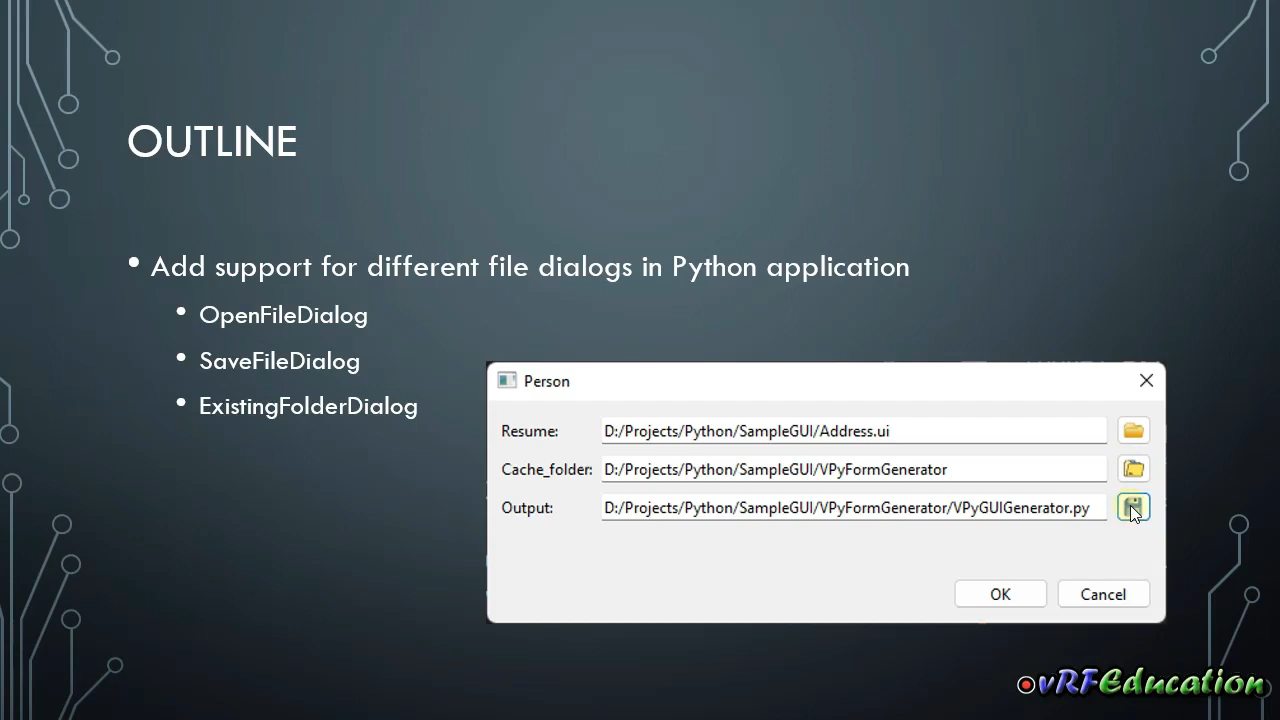 OUTLINE
• Add support for different file dialogs in Python application
• OpenFileDialog
• SaveFileDialog
• ExistingFolderDialog
Person
Resume: D:/Projects/Python/SampleGUI/Address.ui
Cache_folder: D:/Projects/Python/SampleGUI/VPyFormGenerator
Output: D:/Projects/Python/SampleGUI/VPyFormGenerator/VPyGUIGenerator.py
OK Cancel
vRFEducation